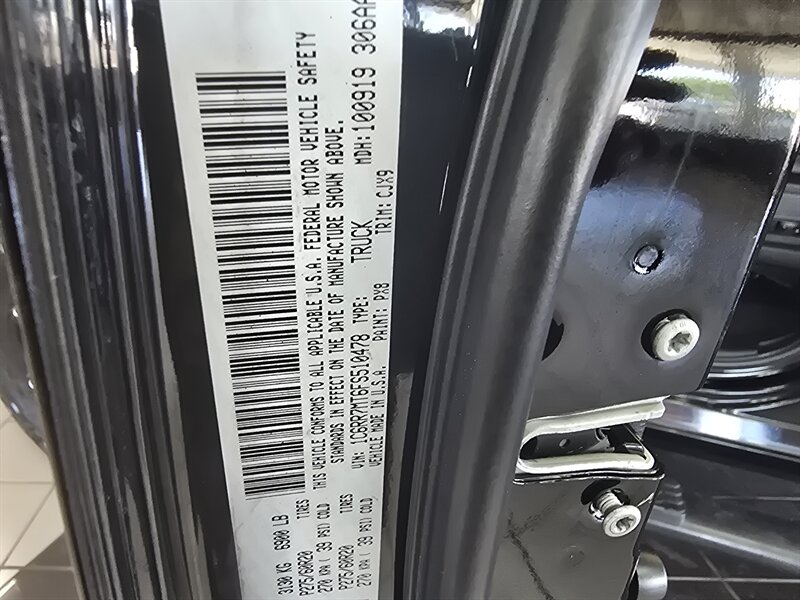 3130 KG 6900 LB
P275/60R20 TIRES
270 KPA ( 39 PSI) COLD
P275/60R20 TIRES
270 KPA ( 39 PSI) COLD
THIS VEHICLE CONFORMS TO ALL APPLICABLE U.S.A. FEDERAL MOTOR VEHICLE SAFETY
STANDARDS IN EFFECT ON THE DATE OF MANUFACTURE SHOWN ABOVE.
VIN: 1C6RR7MT6FS510478 TYPE: TRUCK MDH:100919 306AA
VEHICLE MADE IN U.S.A. PAINT: PX8 TRIM: CJX9